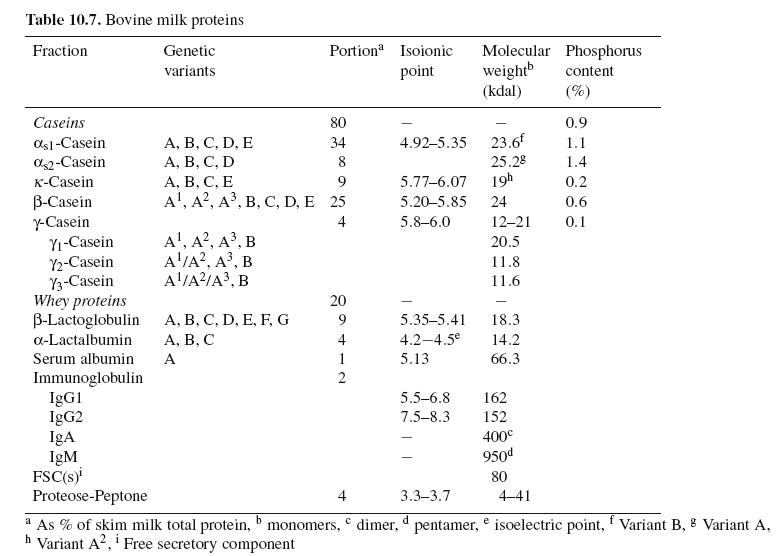 Table 10.7. Bovine milk proteins
Fraction Genetic variants Portionᵃ Isoionic point Molecular weightᵇ (kdal) Phosphorus content (%)
Caseins 80 – – 0.9
αs1-Casein A, B, C, D, E 34 4.92–5.35 23.6ᶠ 1.1
αs2-Casein A, B, C, D 8 25.2ᵍ 1.4
κ-Casein A, B, C, E 9 5.77–6.07 19ʰ 0.2
β-Casein A¹, A², A³, B, C, D, E 25 5.20–5.85 24 0.6
γ-Casein 4 5.8–6.0 12–21 0.1
γ₁-Casein A¹, A², A³, B 20.5
γ₂-Casein A¹/A², A³, B 11.8
γ₃-Casein A¹/A²/A³, B 11.6
Whey proteins 20 – –
β-Lactoglobulin A, B, C, D, E, F, G 9 5.35–5.41 18.3
α-Lactalbumin A, B, C 4 4.2–4.5ᵉ 14.2
Serum albumin A 1 5.13 66.3
Immunoglobulin 2
IgG1 5.5–6.8 162
IgG2 7.5–8.3 152
IgA – 400ᶜ
IgM – 950ᵈ
FSC(s)ⁱ 80
Proteose-Peptone 4 3.3–3.7 4–41
ᵃ As % of skim milk total protein, ᵇ monomers, ᶜ dimer, ᵈ pentamer, ᵉ isoelectric point, ᶠ Variant B, ᵍ Variant A,
ʰ Variant A², ⁱ Free secretory component